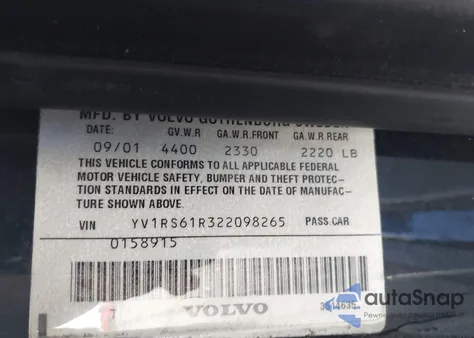 MFD. BY VOLVO GOTHENBURG SWEDEN
DATE: GV.W.R GA.W.R.FRONT GA.W.R.REAR
09/01 4400 2330 2220 LB
THIS VEHICLE CONFORMS TO ALL APPLICABLE FEDERAL
MOTOR VEHICLE SAFETY, BUMPER AND THEFT PROTEC-
TION STANDARDS IN EFFECT ON THE DATE OF MANUFAC-
TURE SHOWN ABOVE.
VIN YV1RS61R322098265 PASS.CAR
0158915
VOLVO
autoSnap